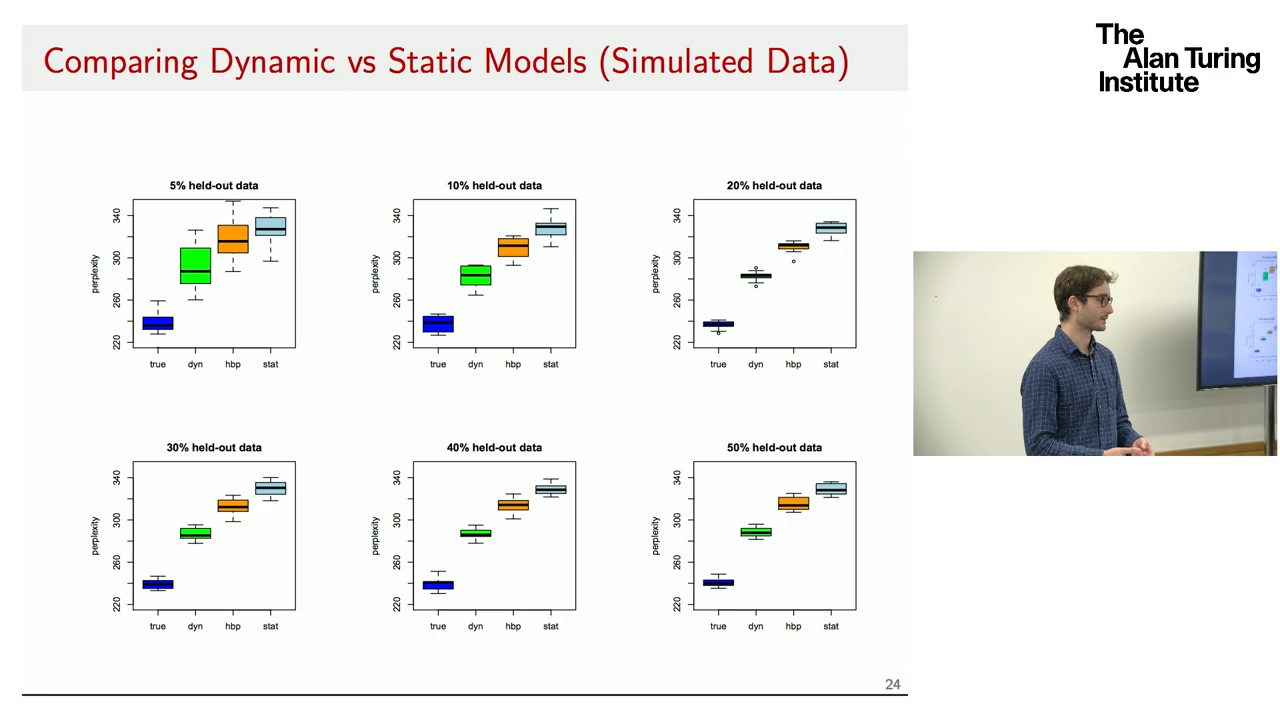 Comparing Dynamic vs Static Models (Simulated Data)
The
Alan Turing
Institute
5% held-out data
perplexity
340
300
260
220
true dyn hbp stat
10% held-out data
perplexity
340
300
260
220
true dyn hbp stat
20% held-out data
perplexity
340
300
260
220
true dyn hbp stat
30% held-out data
perplexity
340
300
260
220
true dyn hbp stat
40% held-out data
perplexity
340
300
260
220
true dyn hbp stat
50% held-out data
perplexity
340
300
260
220
true dyn hbp stat
24